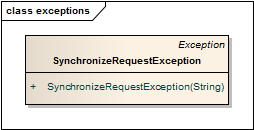 class exceptions
Exception
SynchronizeRequestException
+ SynchronizeRequestException(String)